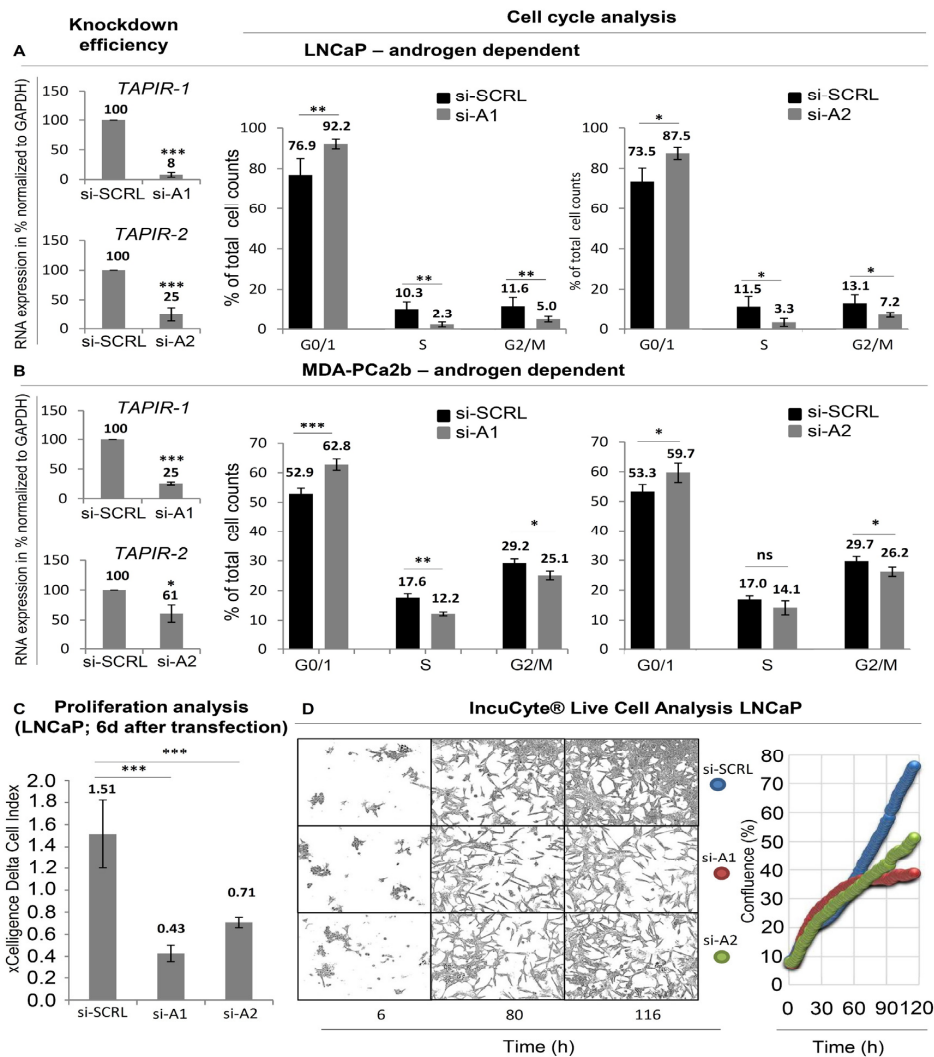 Knockdown
efficiency
Cell cycle analysis
A
LNCaP – androgen dependent
RNA expression in % normalized to GAPDH)
TAPIR-1
150
100
50
0
100
***
8
si-SCRL si-A1
TAPIR-2
150
100
50
0
100
***
25
si-SCRL si-A2
% of total cell counts
100
80
60
40
20
0
si-SCRL
si-A1
**
76.9 92.2
**
10.3 2.3
**
11.6 5.0
G0/1 S G2/M
% of total cell counts
100
80
60
40
20
0
si-SCRL
si-A2
*
73.5 87.5
*
11.5 3.3
*
13.1 7.2
G0/1 S G2/M
B
MDA-PCa2b – androgen dependent
RNA expression in % normalized to GAPDH)
TAPIR-1
150
100
50
0
100
***
25
si-SCRL si-A1
TAPIR-2
150
100
50
0
100
*
61
si-SCRL si-A2
% of total cell counts
70
60
50
40
30
20
10
0
si-SCRL
si-A1
***
52.9 62.8
**
17.6 12.2
*
29.2 25.1
G0/1 S G2/M
70
60
50
40
30
20
10
0
si-SCRL
si-A2
*
53.3 59.7
ns
17.0 14.1
*
29.7 26.2
G0/1 S G2/M
C
Proliferation analysis
(LNCaP; 6d after transfection)
xCelligence Delta Cell Index
2.0
1.8
1.6
1.4
1.2
1.0
0.8
0.6
0.4
0.2
0.0
***
***
1.51
0.43
0.71
si-SCRL si-A1 si-A2
D
IncuCyte® Live Cell Analysis LNCaP
si-SCRL
si-A1
si-A2
6 80 116
Time (h)
Confluence (%)
80
70
60
50
40
30
20
10
0 30 60 90 120
Time (h)